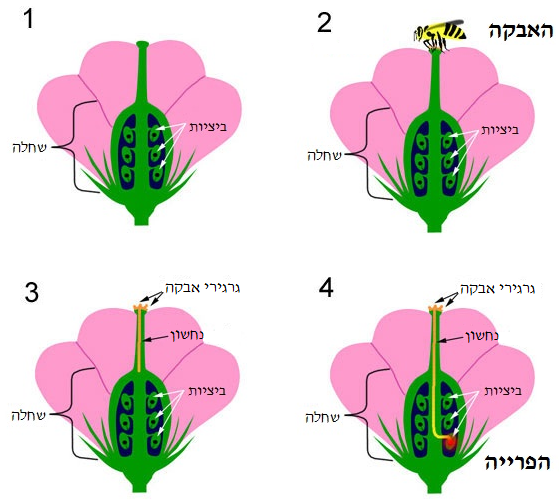 1
ביציות
שחלה
2
האבקה
ביציות
שחלה
3
גרגירי אבקה
נחשון
ביציות
שחלה
4
גרגירי אבקה
נחשון
ביציות
שחלה
הפרייה